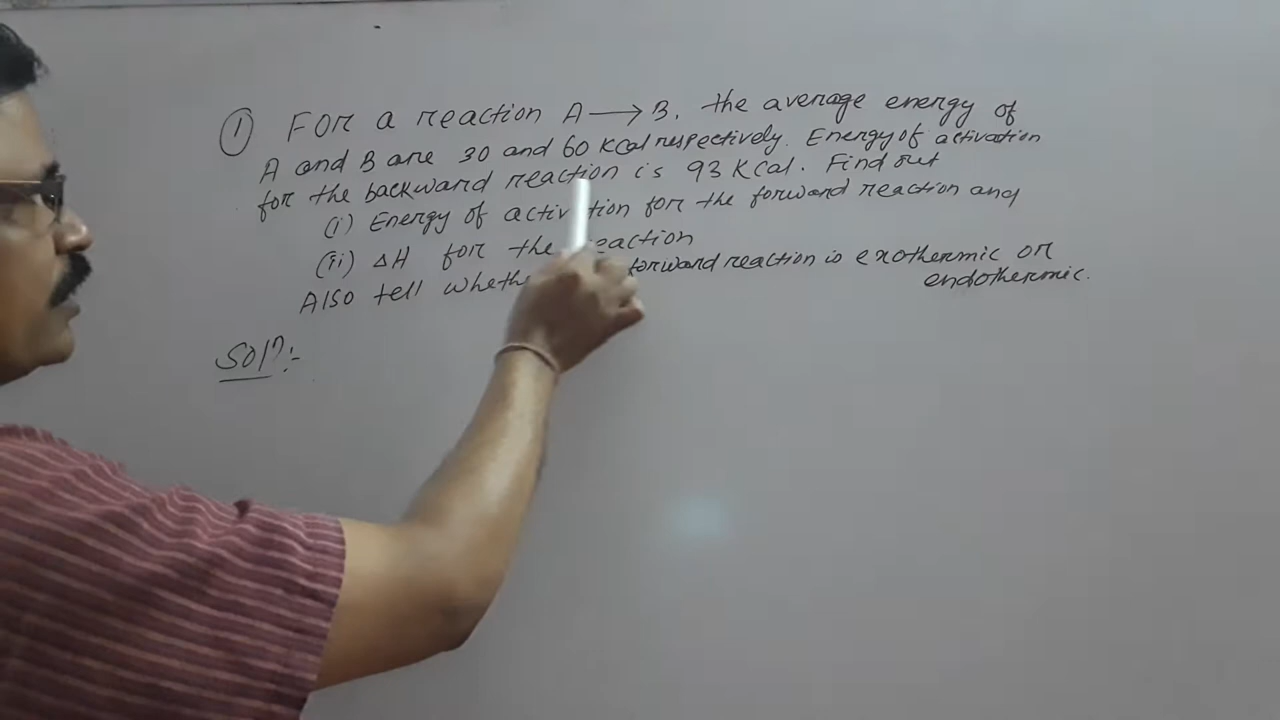 ① For a reaction A → B, the average energy of
A and B are 30 and 60 Kcal respectively. Energy of activation
for the backward reaction is 93 Kcal. Find out
(i) Energy of activation for the forward reaction and
(ii) ΔH for the reaction
Also tell wheth forward reaction is exothermic or
endothermic.
Solⁿ:-